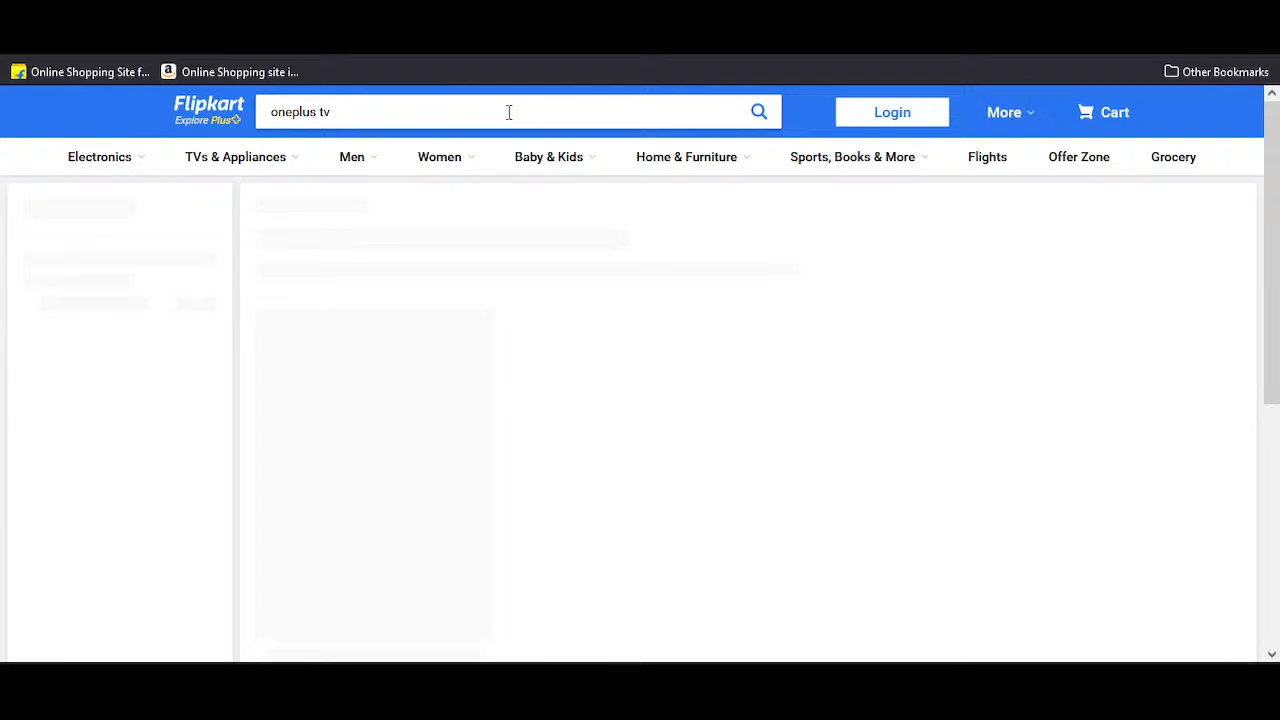 Online Shopping Site f... Online Shopping site i... Other Bookmarks
Flipkart
Explore Plus
oneplus tv
Login More Cart
Electronics TVs & Appliances Men Women Baby & Kids Home & Furniture Sports, Books & More Flights Offer Zone Grocery